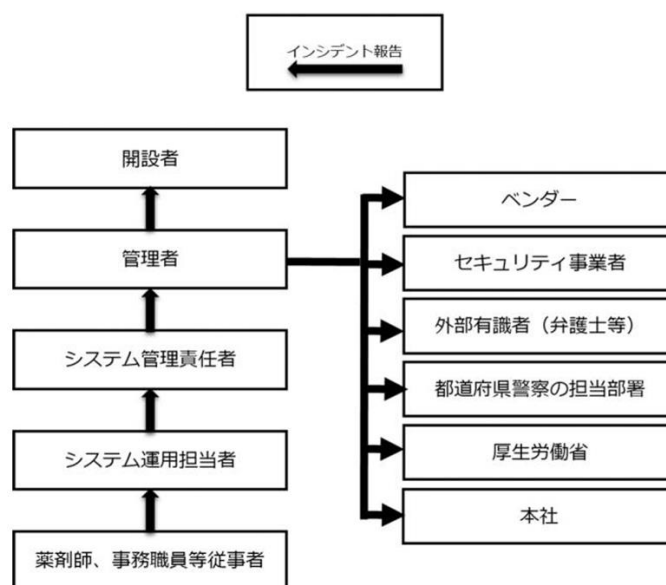 インシデント報告
開設者
管理者
システム管理責任者
システム運用担当者
薬剤師、事務職員等従事者
ベンダー
セキュリティ事業者
外部有識者（弁護士等）
都道府県警察の担当部署
厚生労働省
本社